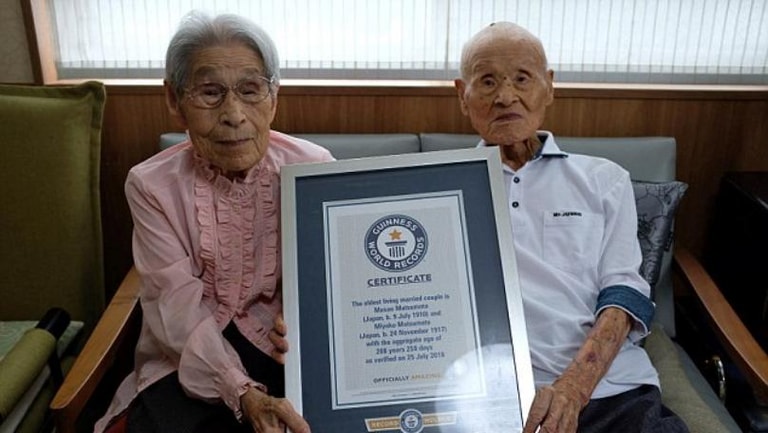 GUINNESS
WORLD RECORDS
CERTIFICATE
The oldest living married couple is
Masao Matsumoto
(Japan, b. 9 July 1910) and
Miyako Matsumoto
(Japan, b. 24 November 1917)
with the aggregate age of
208 years 259 days
as verified on 25 July 2018
OFFICIALLY AMAZING